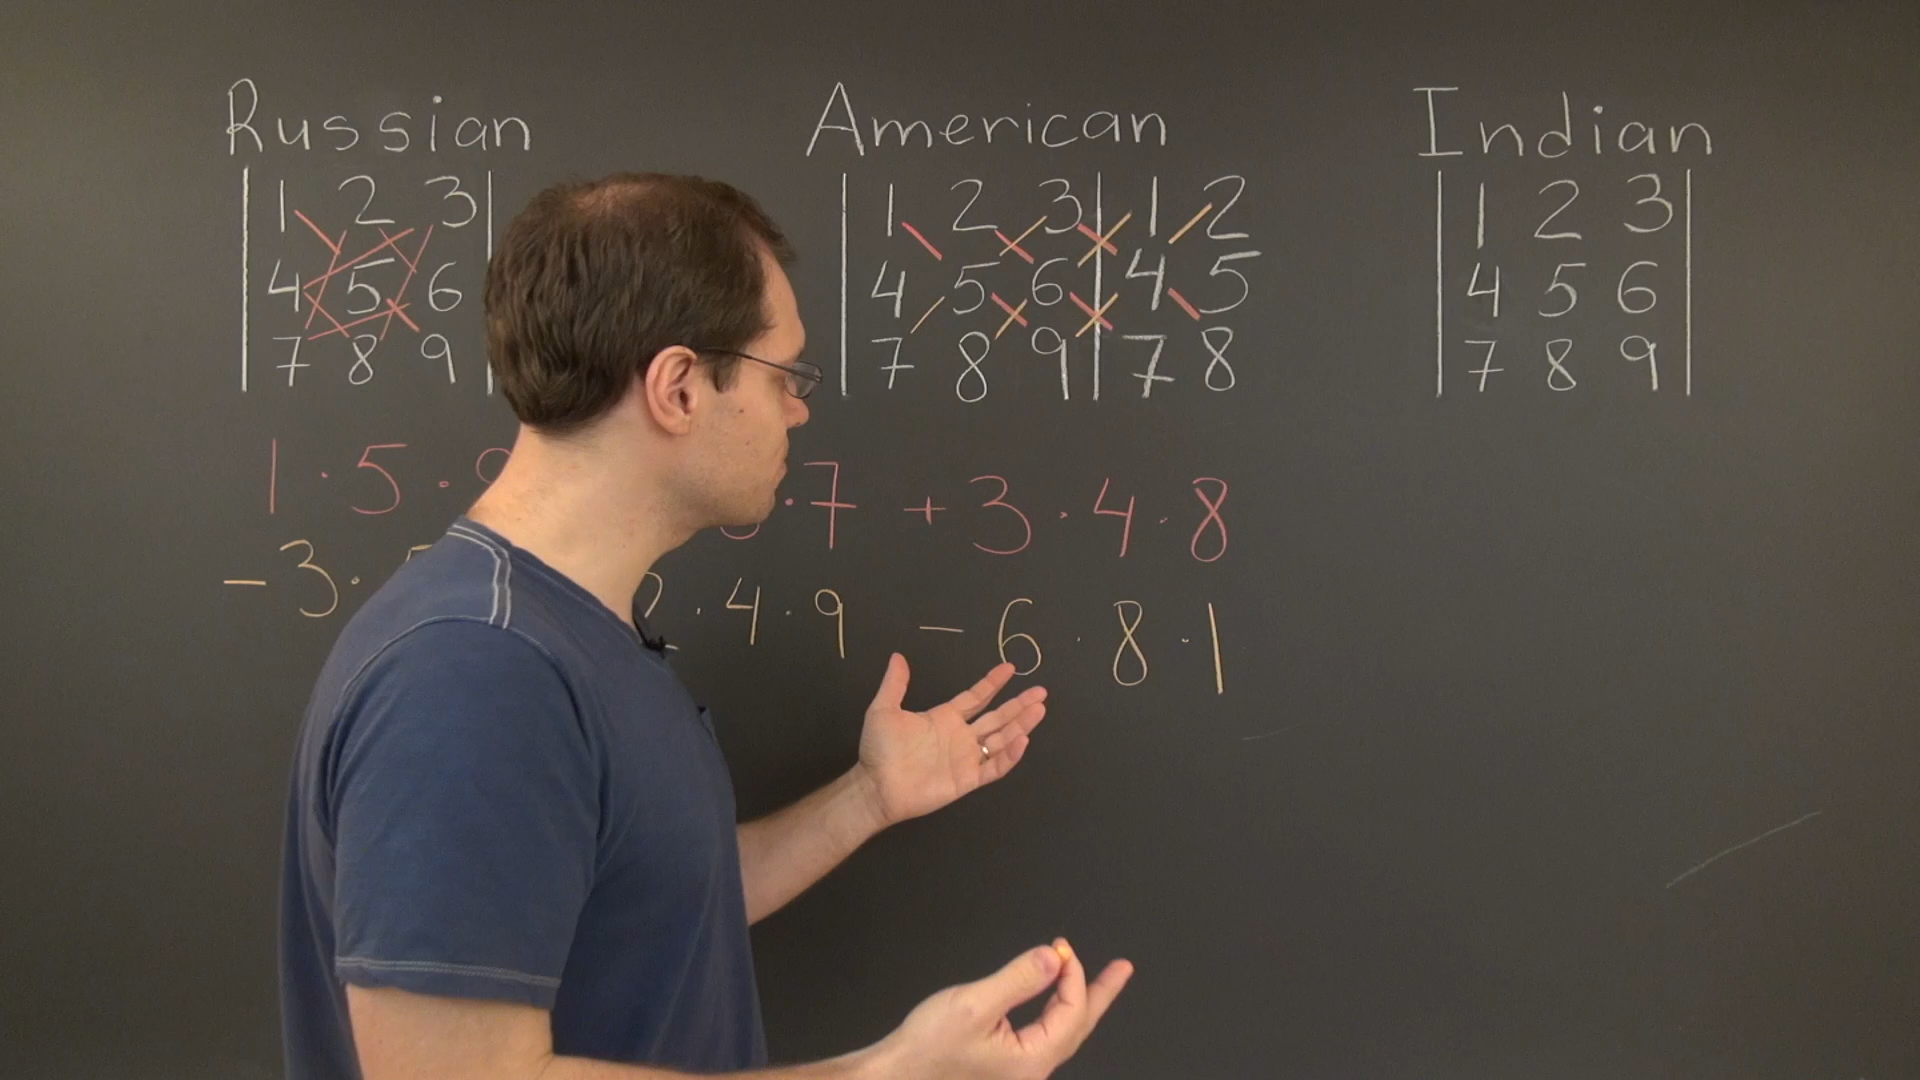 Russian American Indian
1 2 3 1 2 3 1 2 1 2 3
4 5 6 4 5 6 4 5 4 5 6
7 8 9 7 8 9 7 8 7 8 9
1 · 5 · · 7 + 3 · 4 · 8
- 3 · · 4 · 9 - 6 · 8 · 1